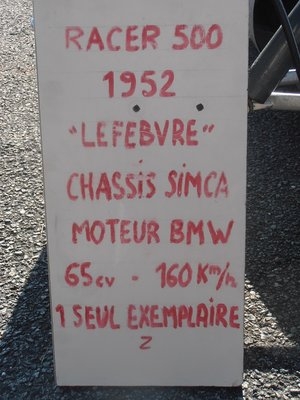 RACER 500
1952
"LEFEBVRE"
CHASSIS SIMCA
MOTEUR BMW
65cv - 160 Km/h
1 SEUL EXEMPLAIRE
Z